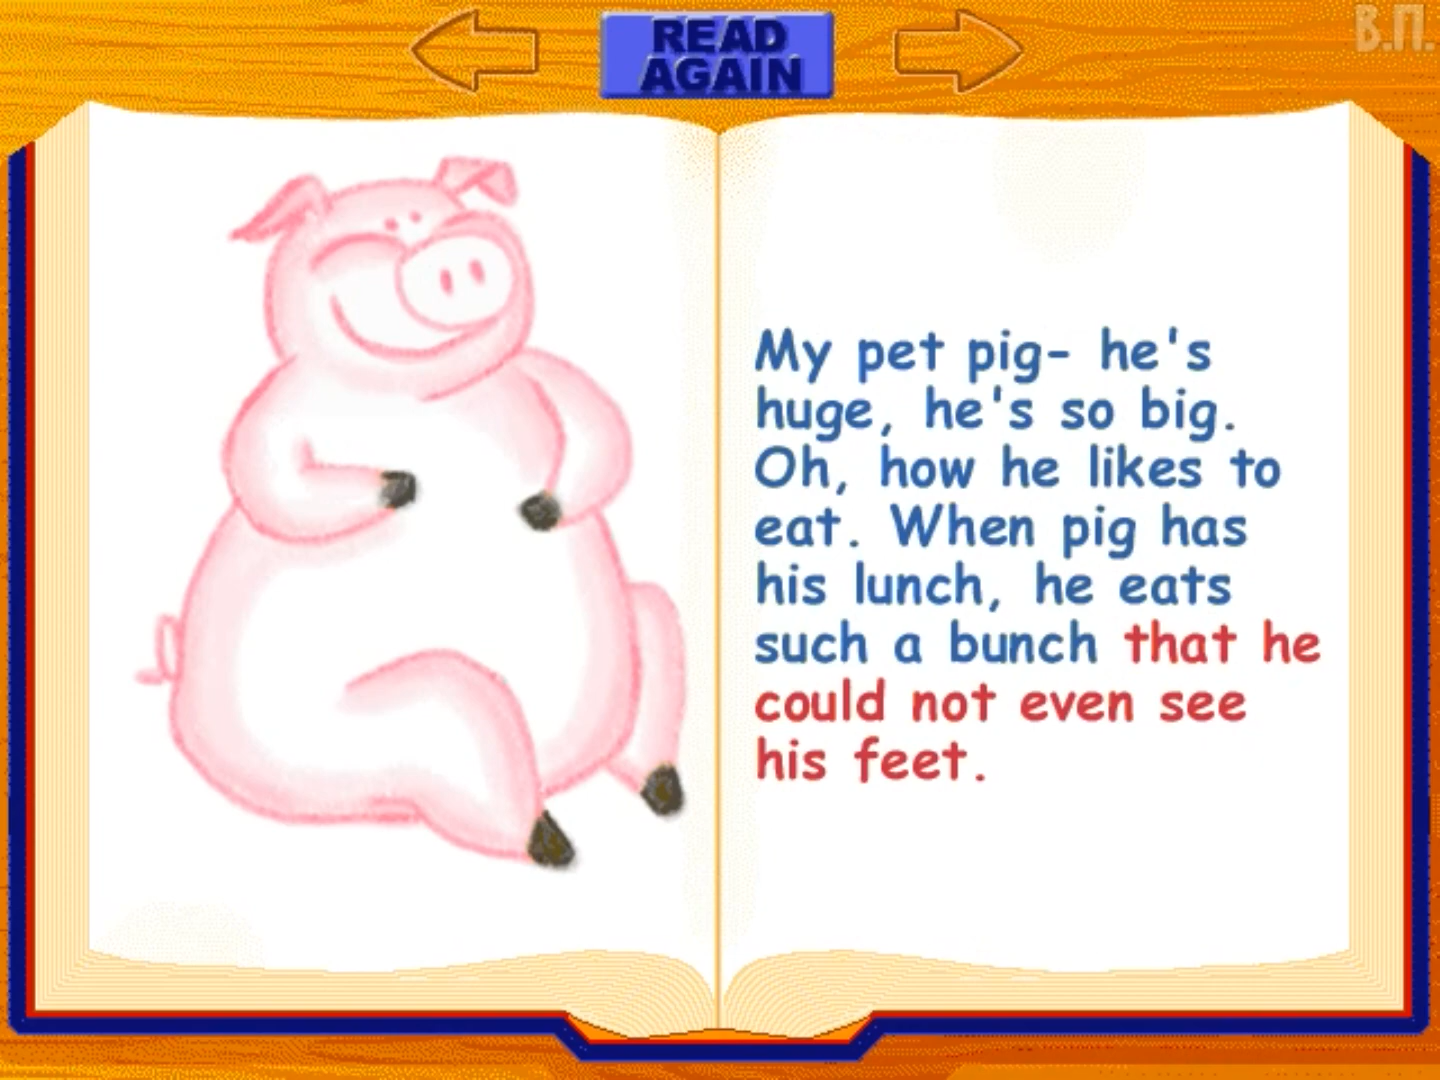 READ
AGAIN
В.П.
My pet pig- he's
huge, he's so big.
Oh, how he likes to
eat. When pig has
his lunch, he eats
such a bunch that he
could not even see
his feet.